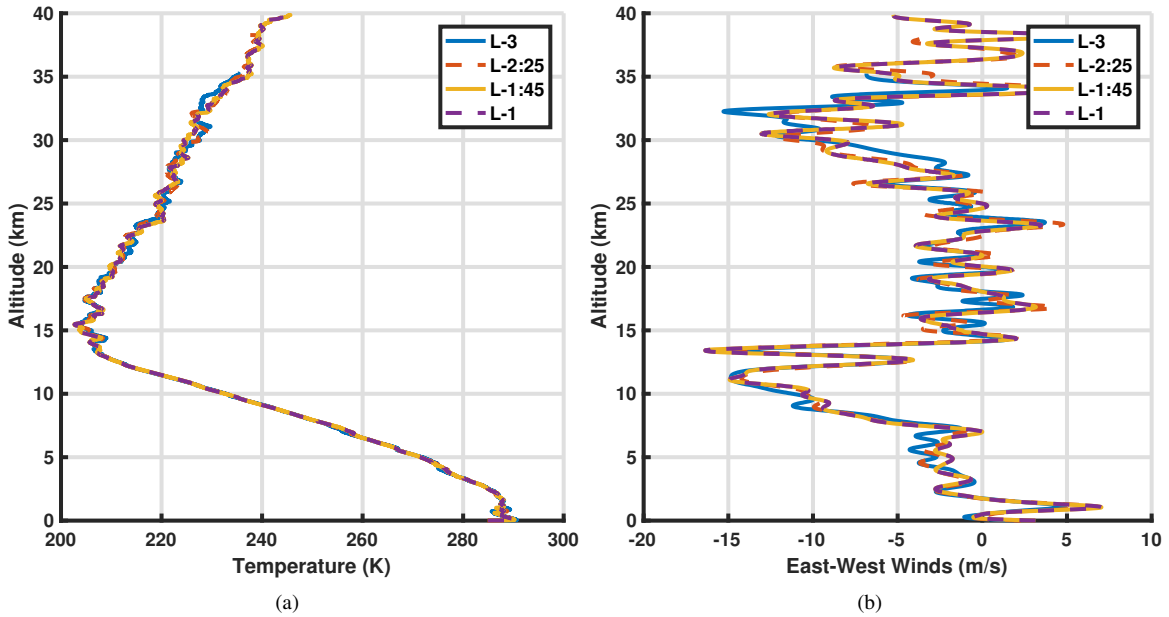 40
35
30
25
20
15
10
5
0
Altitude (km)
200
220
240
260
280
300
Temperature (K)
L-3
L-2:25
L-1:45
L-1
(a)
40
35
30
25
20
15
10
5
0
Altitude (km)
-20
-15
-10
-5
0
5
10
East-West Winds (m/s)
L-3
L-2:25
L-1:45
L-1
(b)